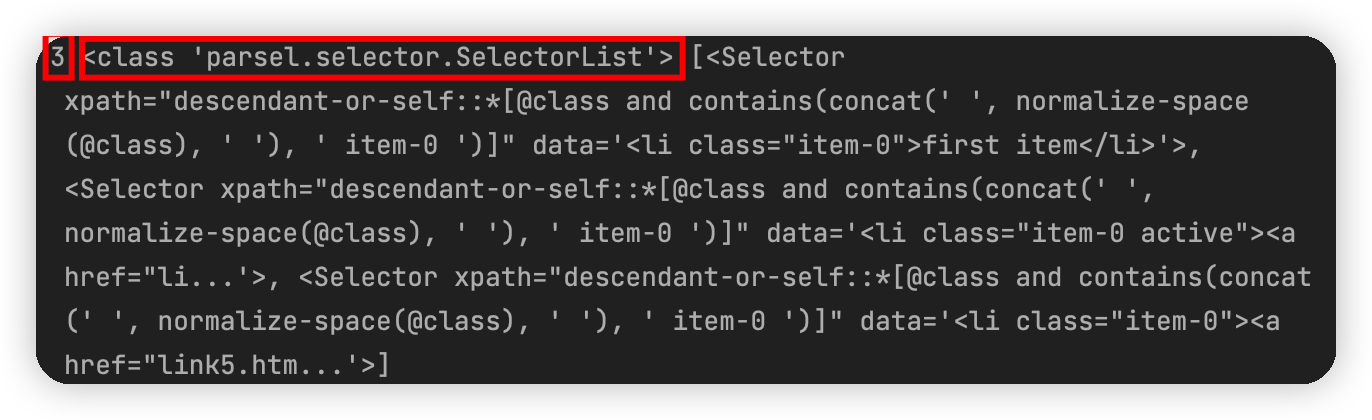 3 <class 'parsel.selector.SelectorList'> [<Selector
xpath="descendant-or-self::*[@class and contains(concat(' ', normalize-space
(@class), ' '), ' item-0 ')]" data='<li class="item-0">first item</li>'>,
<Selector xpath="descendant-or-self::*[@class and contains(concat(' ',
normalize-space(@class), ' '), ' item-0 ')]" data='<li class="item-0 active"><a
href="li...'>, <Selector xpath="descendant-or-self::*[@class and contains(concat
(' ', normalize-space(@class), ' '), ' item-0 ')]" data='<li class="item-0"><a
href="link5.htm...'>]